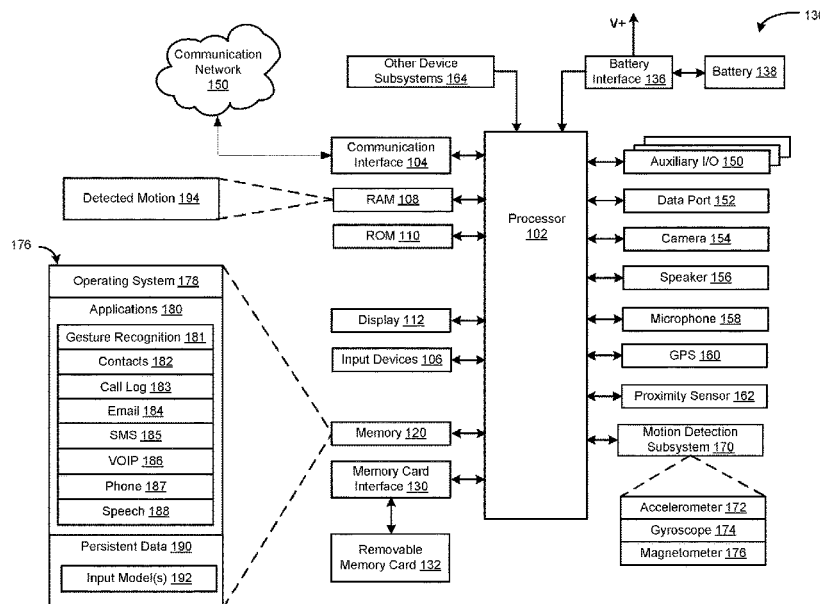 V+
136
Communication
Network
150
Other Device
Subsystems 164
Battery
Interface 136
Battery 138
Communication
Interface 104
Auxiliary I/O 150
Detected Motion 194
RAM 108
Processor
102
Data Port 152
ROM 110
Camera 154
176
Operating System 178
Speaker 156
Applications 180
Display 112
Microphone 158
Gesture Recognition 181
Input Devices 106
GPS 160
Contacts 182
Call Log 183
Proximity Sensor 162
Email 184
SMS 185
Memory 120
Motion Detection
Subsystem 170
VOIP 186
Phone 187
Memory Card
Interface 130
Speech 188
Accelerometer 172
Gyroscope 174
Magnetometer 176
Persistent Data 190
Removable
Memory Card 132
Input Model(s) 192